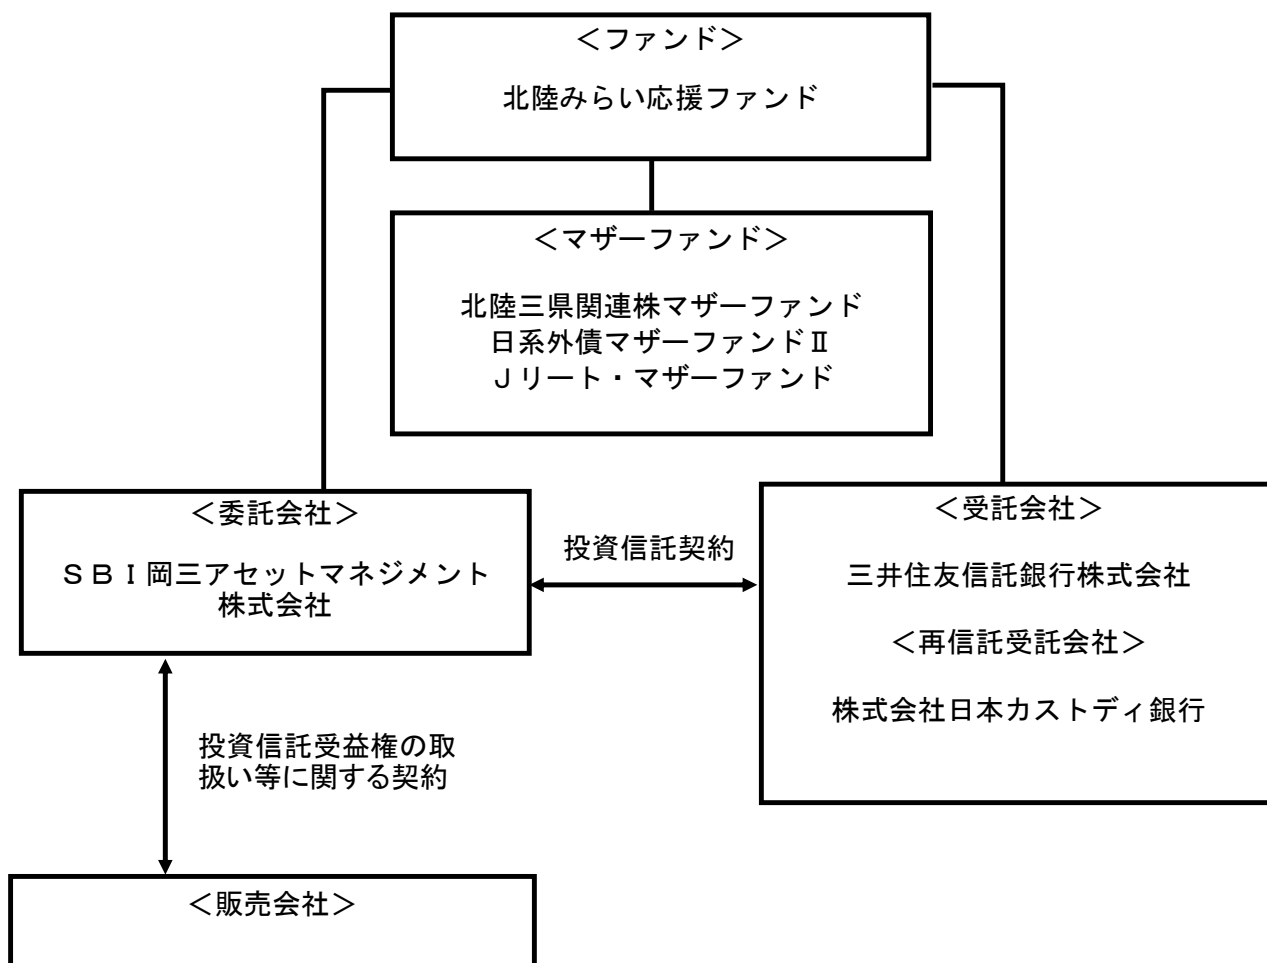 ＜ファンド＞
北陸みらい応援ファンド
＜マザーファンド＞
北陸三県関連株マザーファンド
日系外債マザーファンドⅡ
Ｊリート・マザーファンド
＜委託会社＞
ＳＢＩ岡三アセットマネジメント
株式会社
投資信託契約
＜受託会社＞
三井住友信託銀行株式会社
＜再信託受託会社＞
株式会社日本カストディ銀行
投資信託受益権の取
扱い等に関する契約
＜販売会社＞